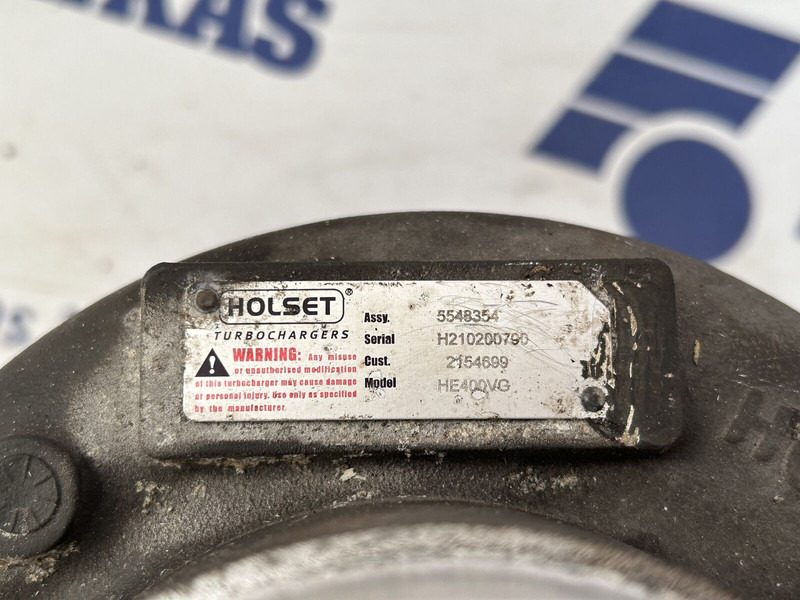 HOLSET®
TURBOCHARGERS
WARNING: Any misuse
or unauthorised modification
of this turbocharger may cause damage
or personal injury. Use only as specified
by the manufacturer.
Assy. 5548354
Serial H210200790
Cust. 2154699
Model HE400VG